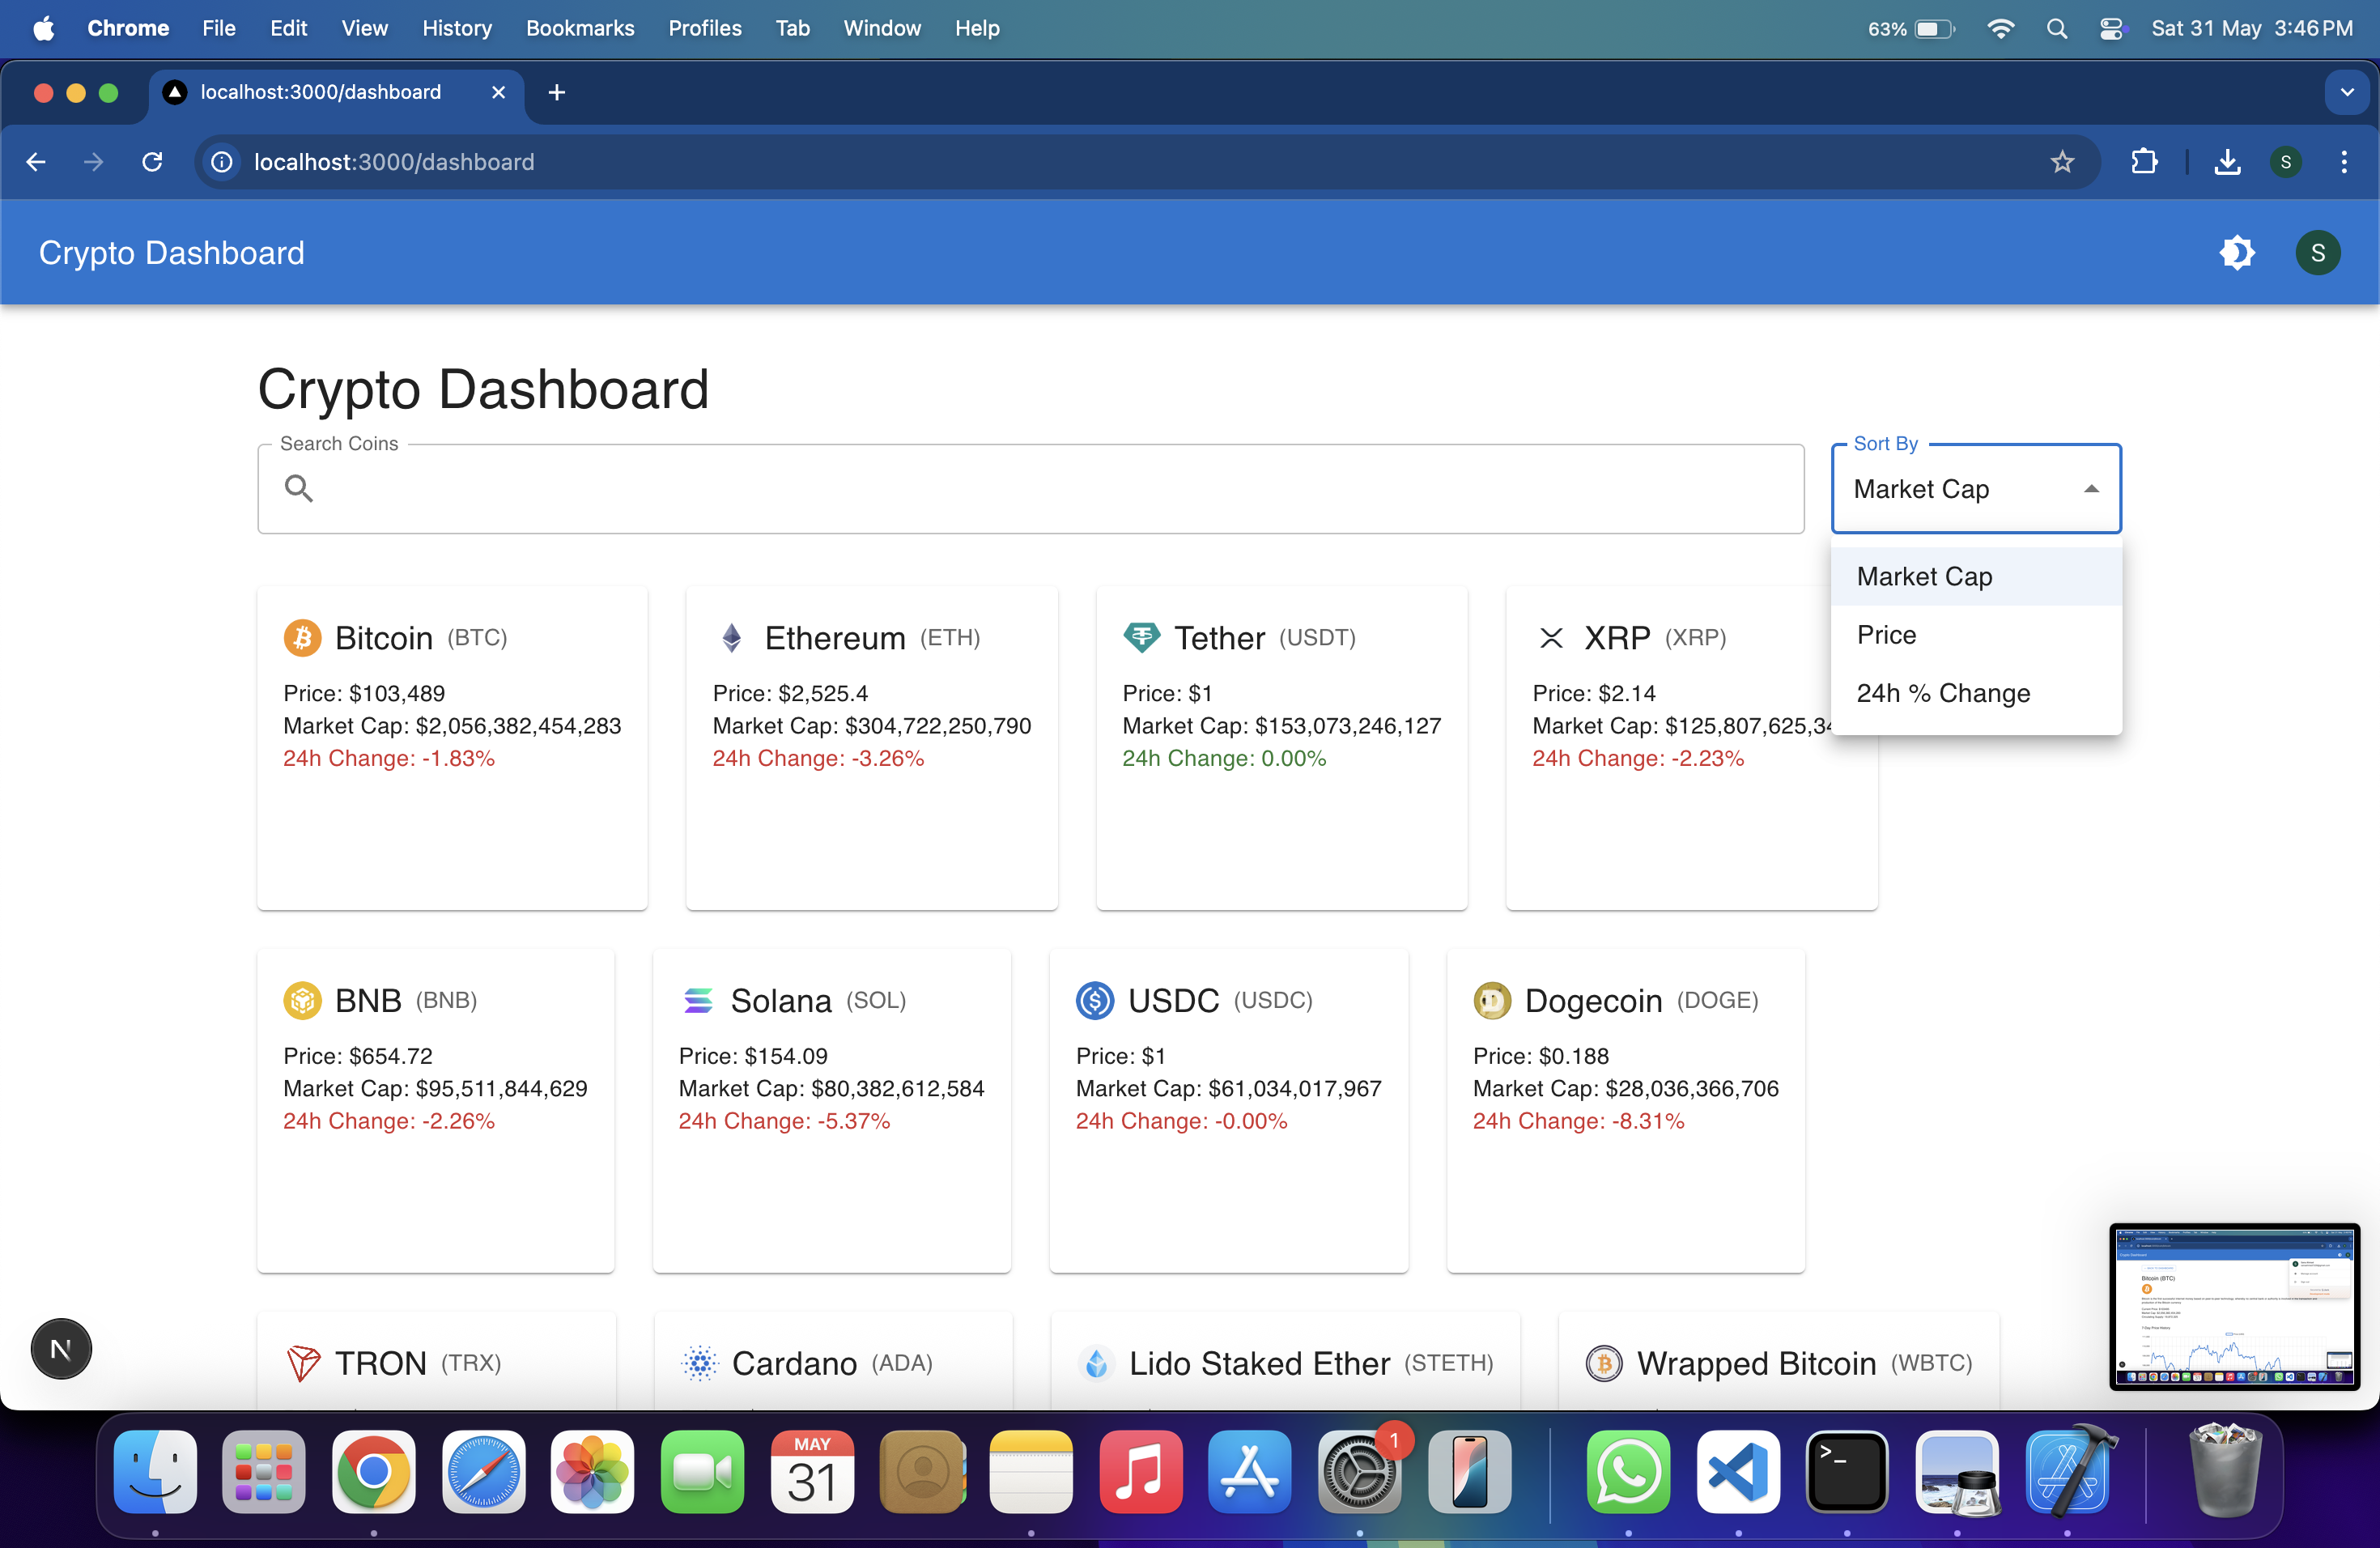 Chrome File Edit View History Bookmarks Profiles Tab Window Help 63% Sat 31 May 3:46 PM
localhost:3000/dashboard
localhost:3000/dashboard S
Crypto Dashboard S
Crypto Dashboard
Search Coins Sort By
Market Cap
Market Cap
Price
24h % Change
Bitcoin (BTC)
Price: $103,489
Market Cap: $2,056,382,454,283
24h Change: -1.83%
Ethereum (ETH)
Price: $2,525.4
Market Cap: $304,722,250,790
24h Change: -3.26%
Tether (USDT)
Price: $1
Market Cap: $153,073,246,127
24h Change: 0.00%
XRP (XRP)
Price: $2.14
Market Cap: $125,807,625,34
24h Change: -2.23%
BNB (BNB)
Price: $654.72
Market Cap: $95,511,844,629
24h Change: -2.26%
Solana (SOL)
Price: $154.09
Market Cap: $80,382,612,584
24h Change: -5.37%
USDC (USDC)
Price: $1
Market Cap: $61,034,017,967
24h Change: -0.00%
Dogecoin (DOGE)
Price: $0.188
Market Cap: $28,036,366,706
24h Change: -8.31%
TRON (TRX)
Cardano (ADA)
Lido Staked Ether (STETH)
Wrapped Bitcoin (WBTC)
N
Bitcoin (BTC)
MAY
31
1